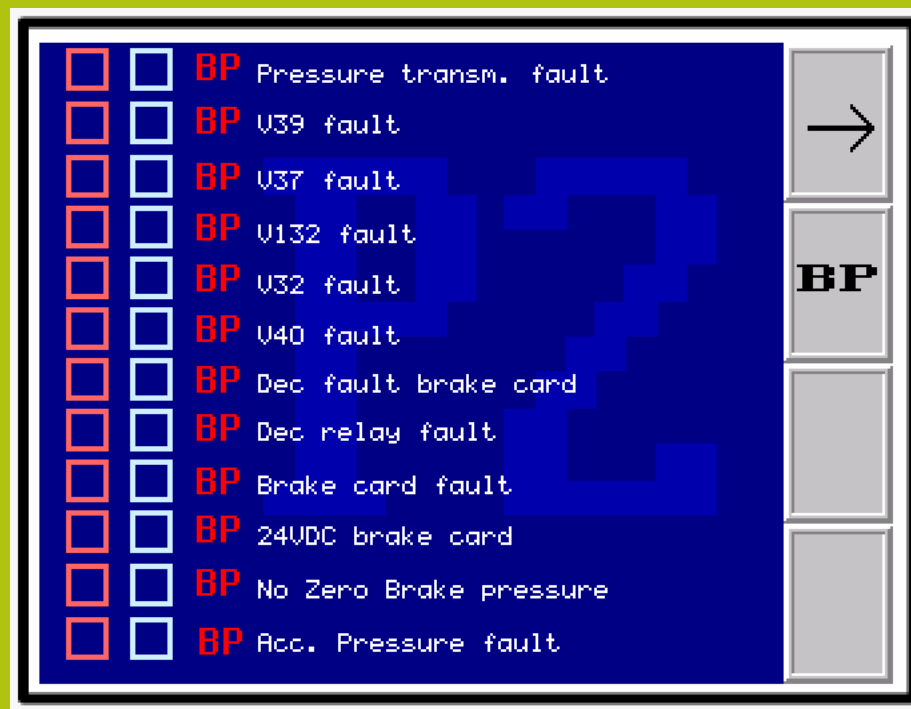 BP Pressure transm. fault
BP V39 fault
BP V37 fault
BP V132 fault
BP V32 fault
BP V40 fault
BP Dec fault brake card
BP Dec relay fault
BP Brake card fault
BP 24VDC brake card
BP No Zero Brake pressure
BP Acc. Pressure fault
→
BP
P2